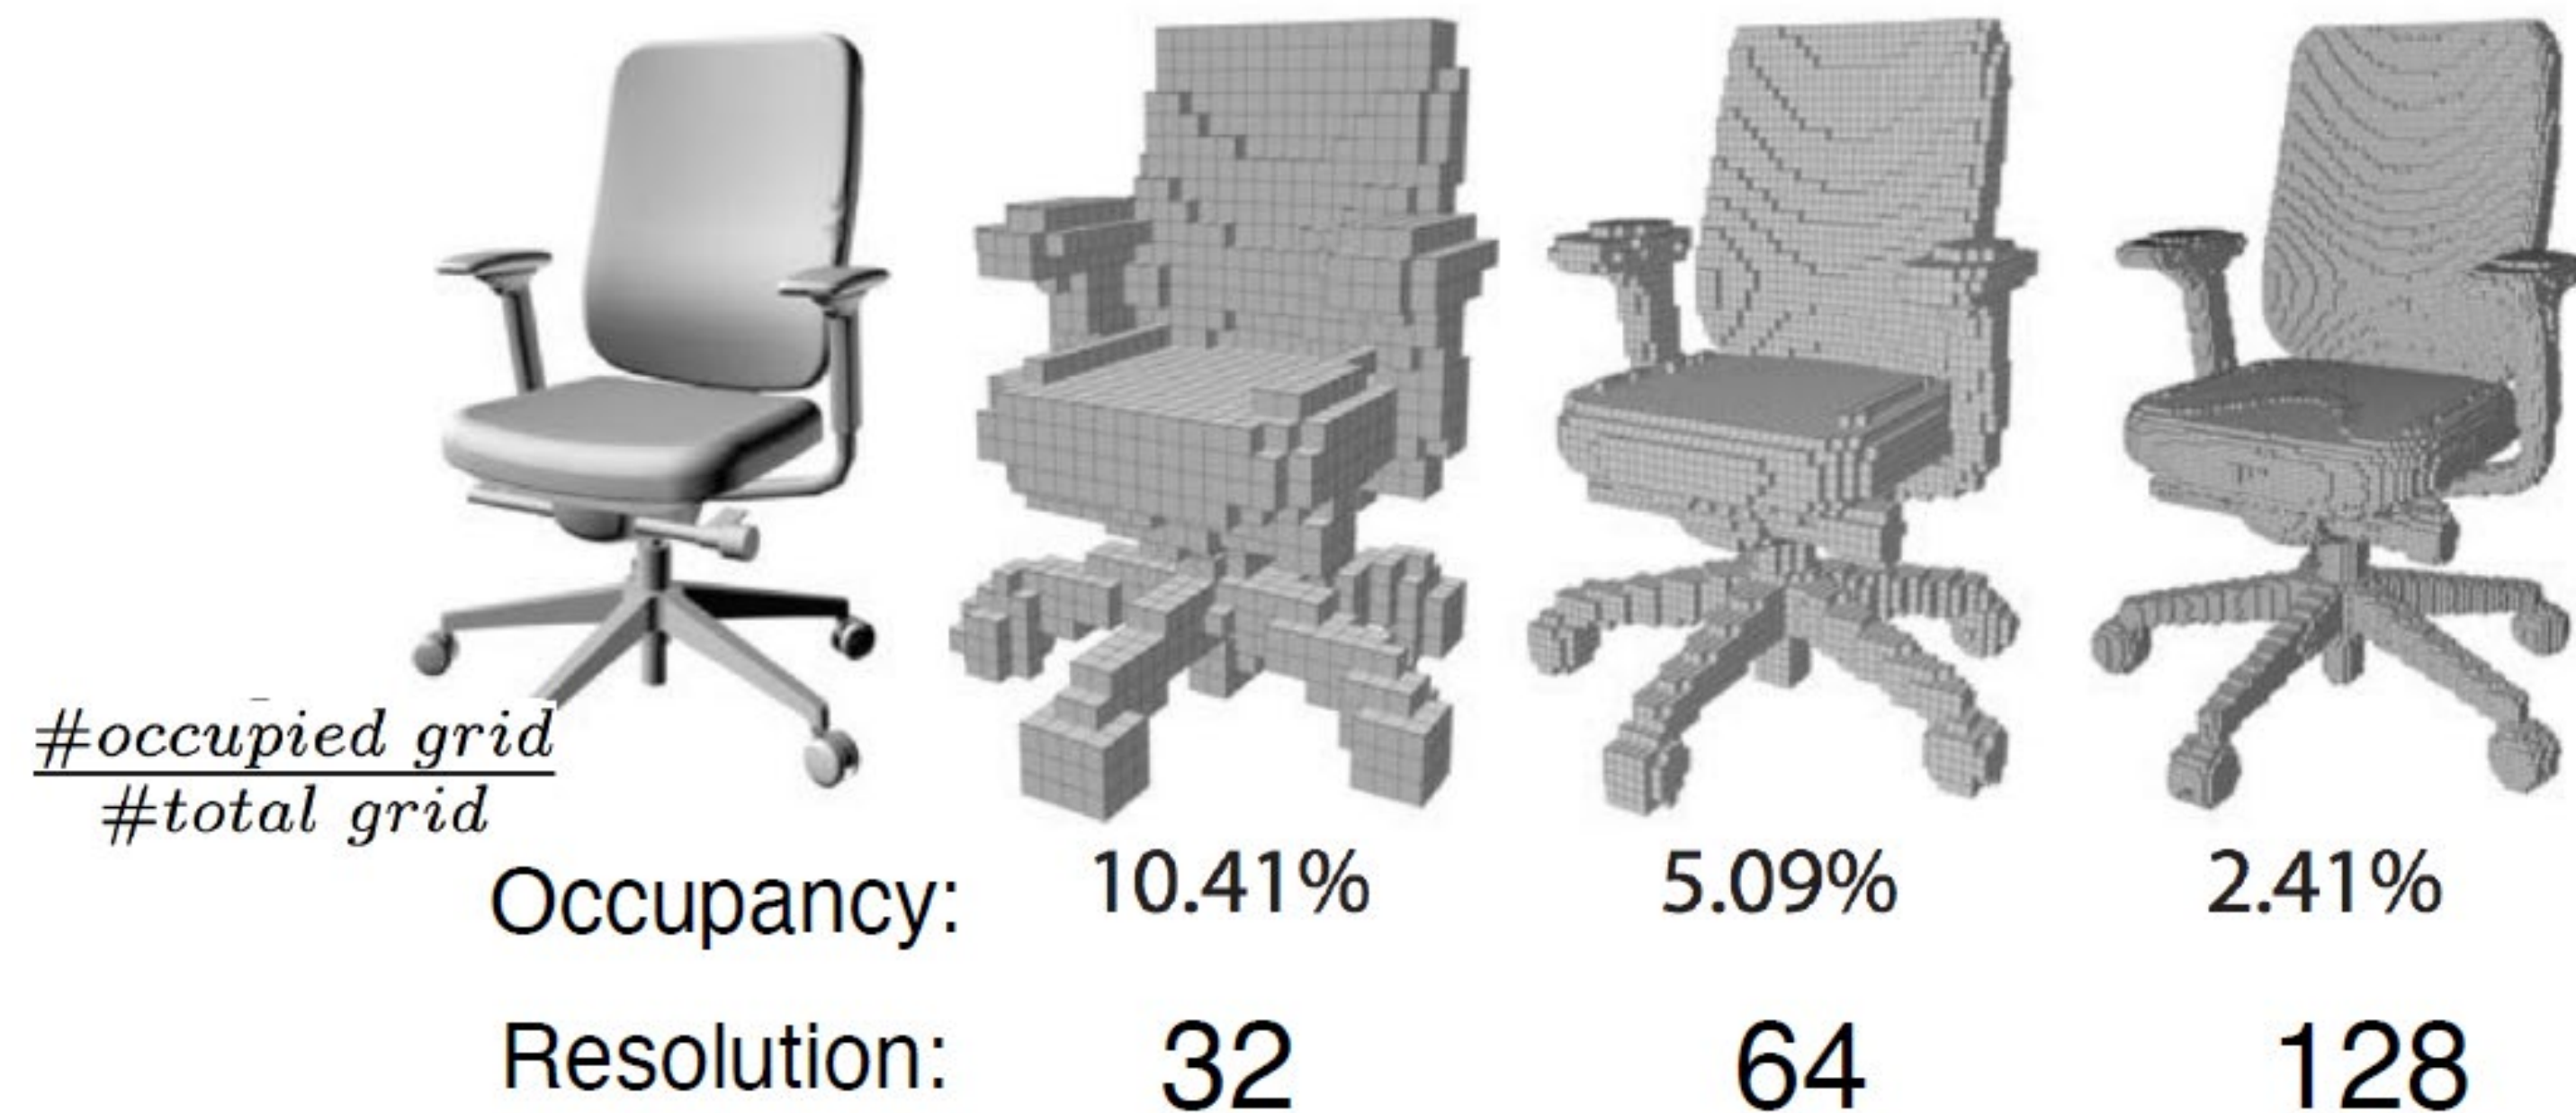 #occupied grid
#total grid
Occupancy: 10.41% 5.09% 2.41%
Resolution: 32 64 128